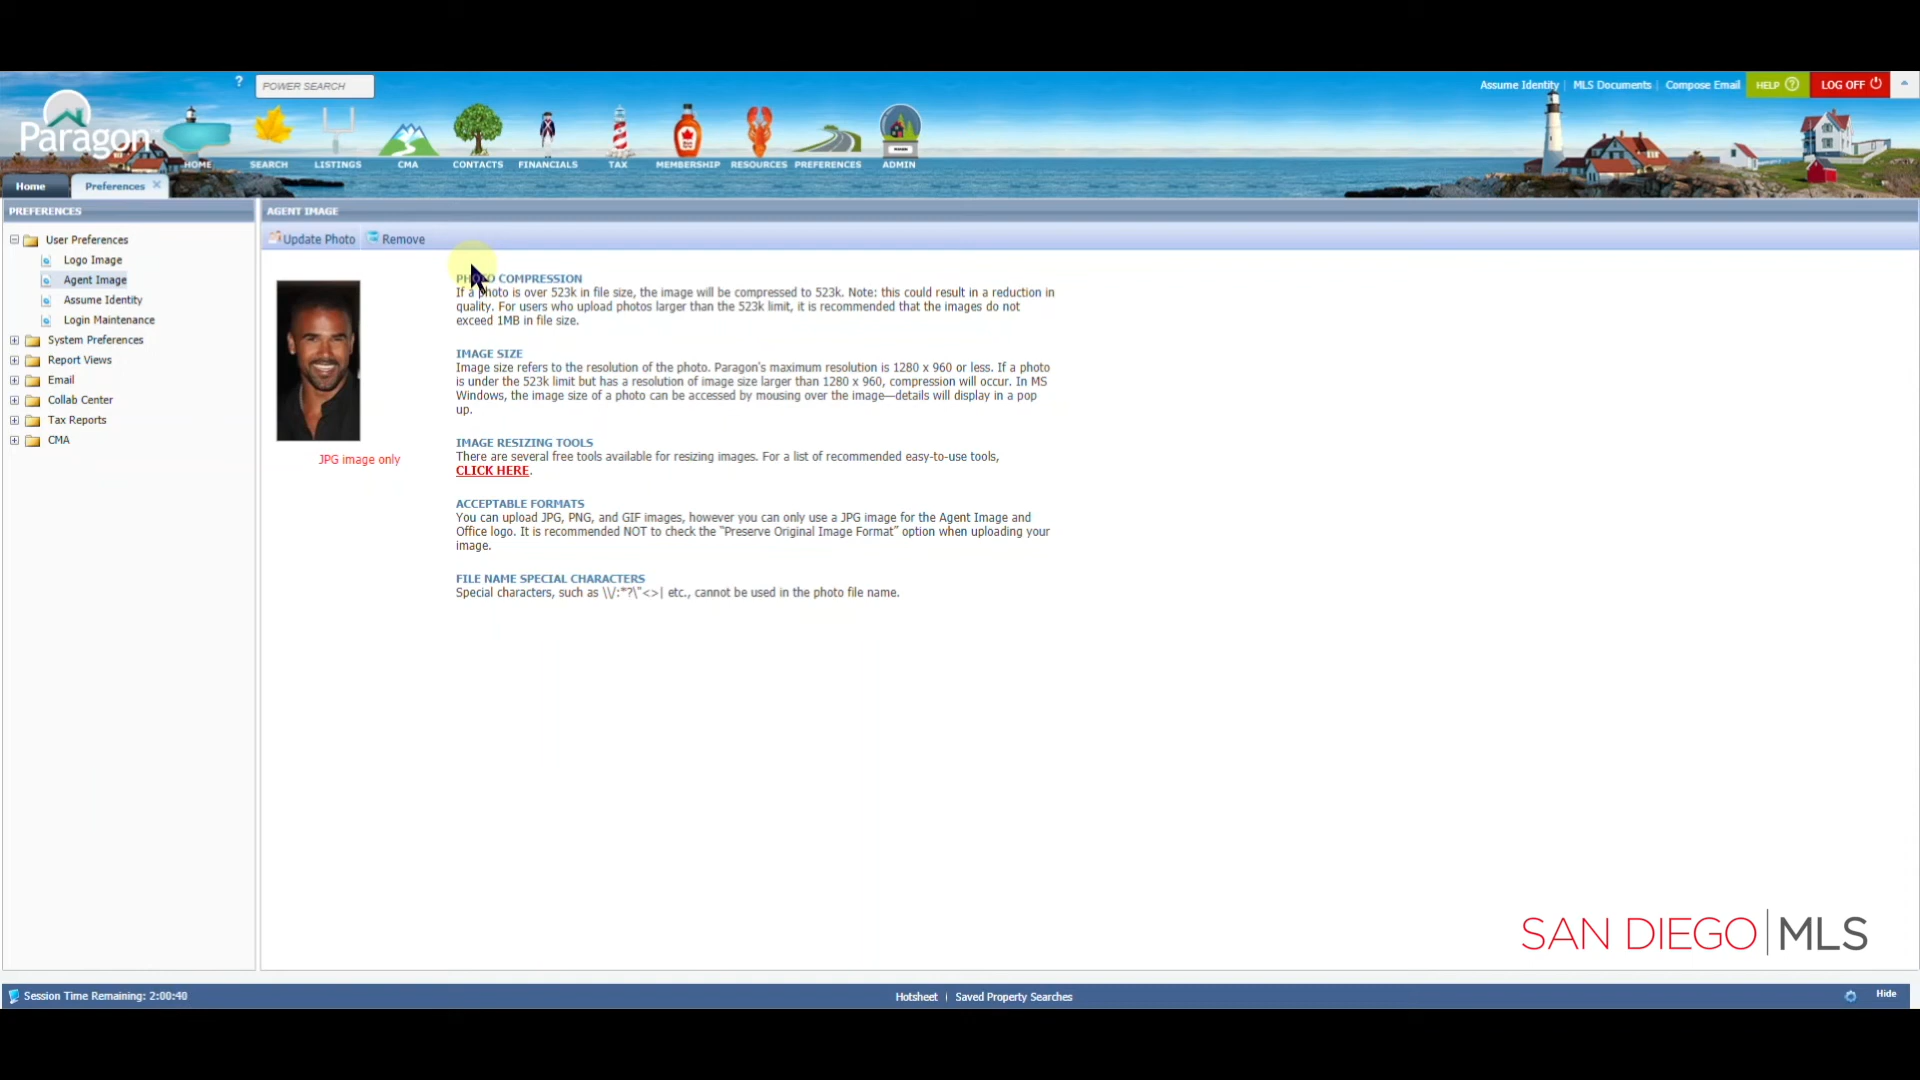 ?
POWER SEARCH
Assume Identity | MLS Documents | Compose Email
HELP ?
LOG OFF
Paragon
HOME
SEARCH
LISTINGS
CMA
CONTACTS
FINANCIALS
TAX
MEMBERSHIP
RESOURCES
PREFERENCES
ADMIN
Home
Preferences
PREFERENCES
User Preferences
Logo Image
Agent Image
Assume Identity
Login Maintenance
System Preferences
Report Views
Email
Collab Center
Tax Reports
CMA
AGENT IMAGE
Update Photo
Remove
JPG image only
PHOTO COMPRESSION
If a photo is over 523k in file size, the image will be compressed to 523k. Note: this could result in a reduction in
quality. For users who upload photos larger than the 523k limit, it is recommended that the images do not
exceed 1MB in file size.
IMAGE SIZE
Image size refers to the resolution of the photo. Paragon's maximum resolution is 1280 x 960 or less. If a photo
is under the 523k limit but has a resolution of image size larger than 1280 x 960, compression will occur. In MS
Windows, the image size of a photo can be accessed by mousing over the image—details will display in a pop
up.
IMAGE RESIZING TOOLS
There are several free tools available for resizing images. For a list of recommended easy-to-use tools,
CLICK HERE.
ACCEPTABLE FORMATS
You can upload JPG, PNG, and GIF images, however you can only use a JPG image for the Agent Image and
Office logo. It is recommended NOT to check the "Preserve Original Image Format" option when uploading your
image.
FILE NAME SPECIAL CHARACTERS
Special characters, such as \\/:*?\"<>| etc., cannot be used in the photo file name.
SAN DIEGO | MLS
Session Time Remaining: 2:00:40
Hotsheet | Saved Property Searches
Hide